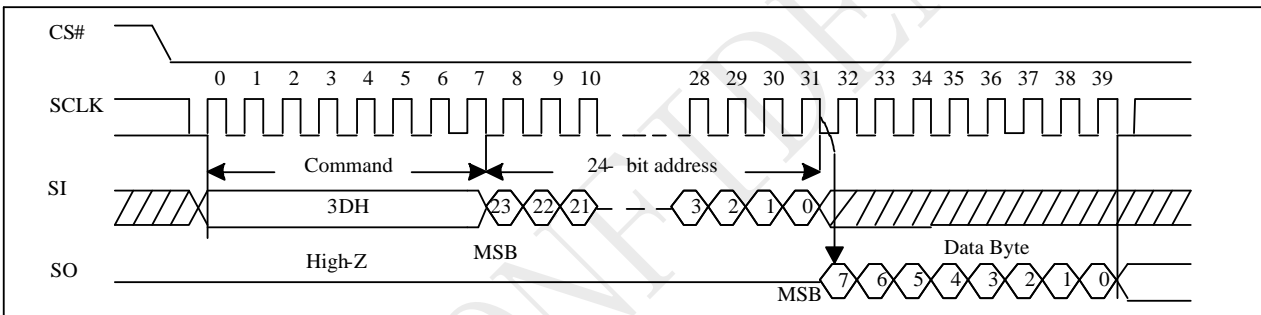 CS#
0 1 2 3 4 5 6 7 8 9 10 28 29 30 31 32 33 34 35 36 37 38 39
SCLK
Command 24- bit address
SI
3DH 23 22 21 3 2 1 0
MSB Data Byte
High-Z
SO
7 6 5 4 3 2 1 0
MSB